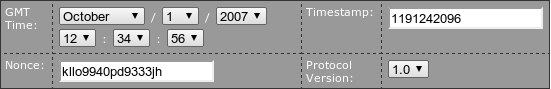 GMT Time: October / 1 / 2007
12 : 34 : 56
Timestamp: 1191242096
Nonce: kllo9940pd9333jh
Protocol Version: 1.0